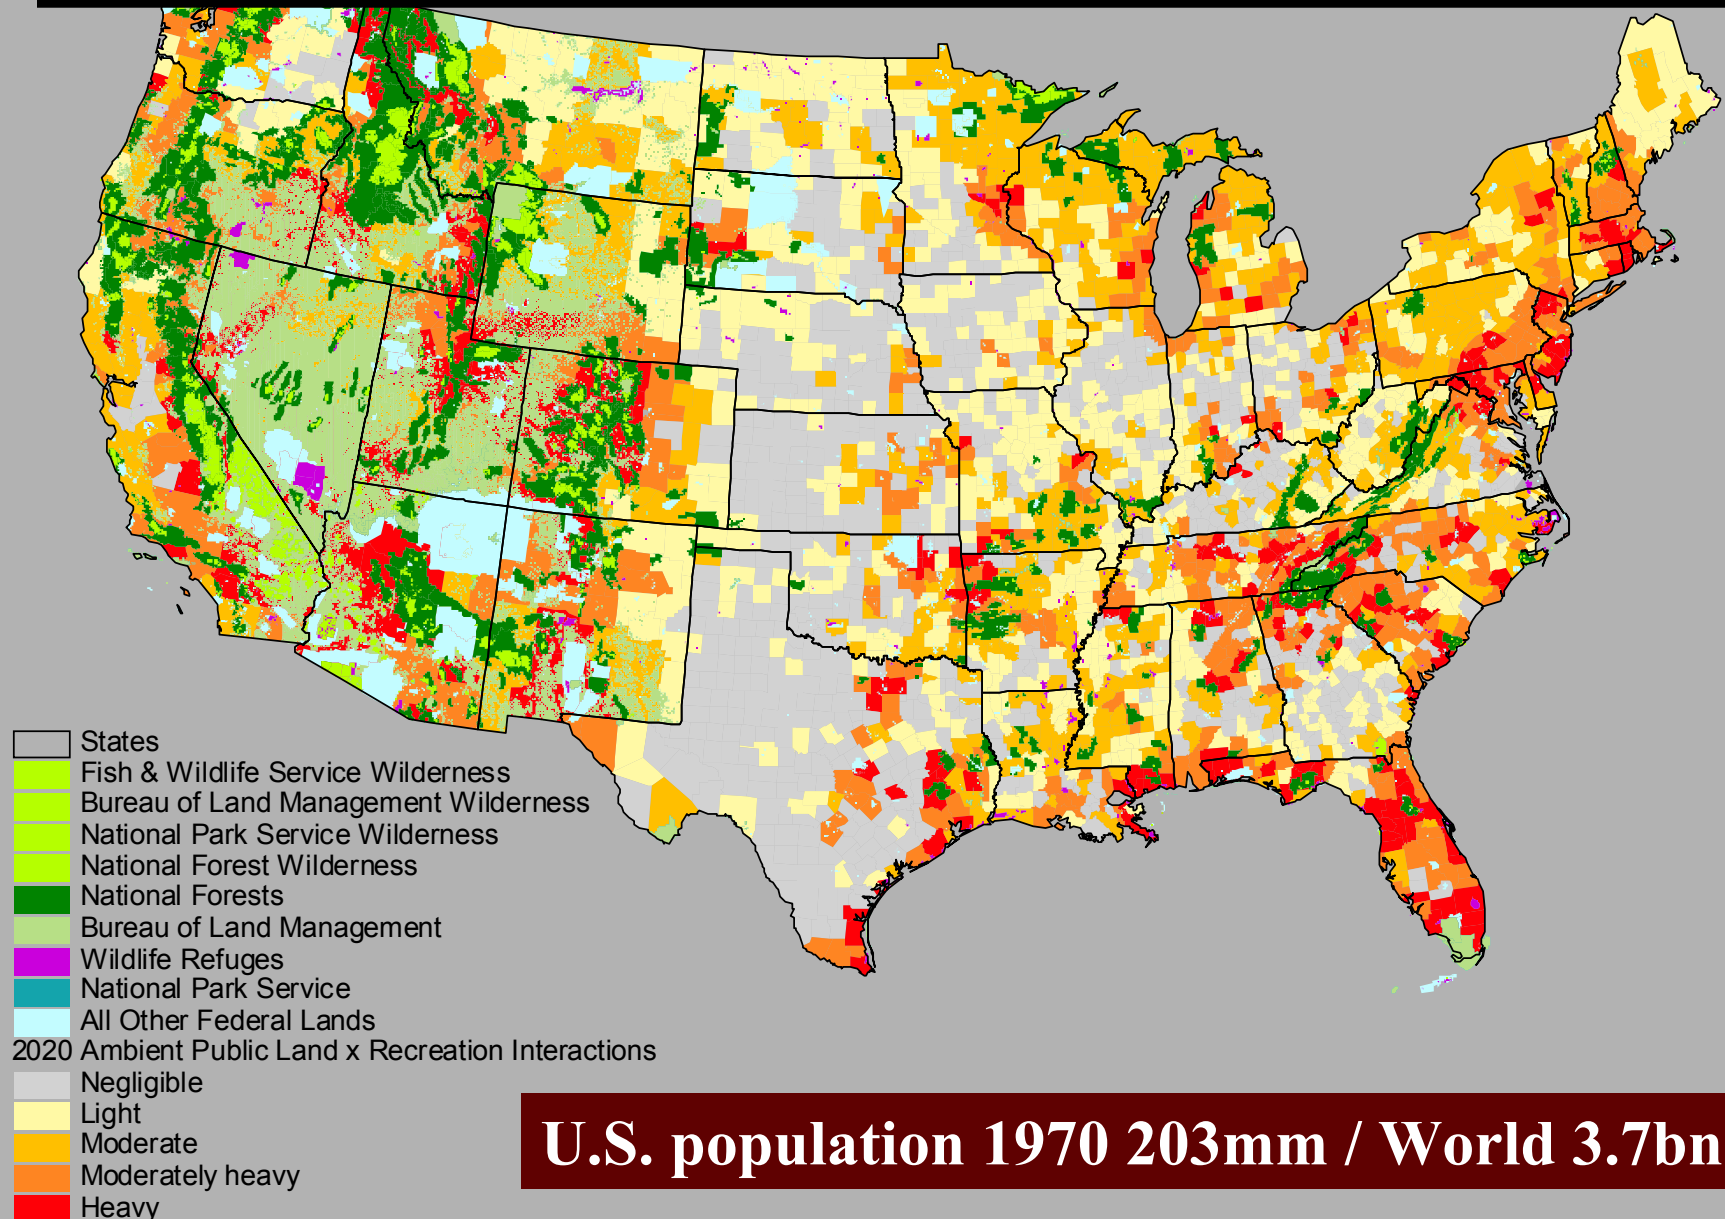 States
Fish & Wildlife Service Wilderness
Bureau of Land Management Wilderness
National Park Service Wilderness
National Forest Wilderness
National Forests
Bureau of Land Management
Wildlife Refuges
National Park Service
All Other Federal Lands
2020 Ambient Public Land x Recreation Interactions
Negligible
Light
Moderate
Moderately heavy
Heavy
U.S. population 1970 203mm / World 3.7bn